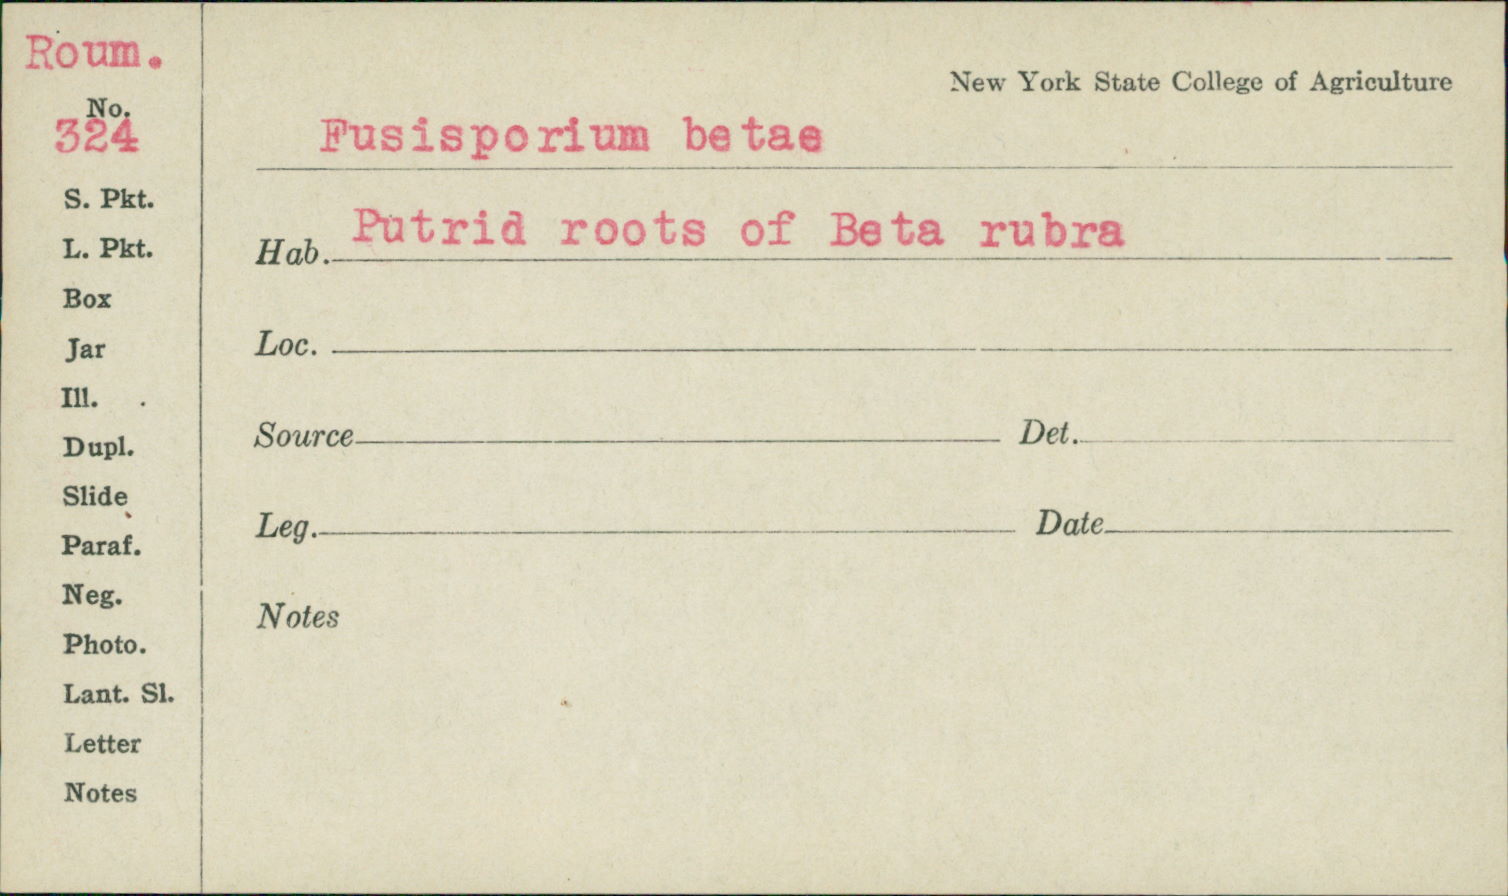 Roum.
No.
324
S. Pkt.
L. Pkt.
Box
Jar
Ill.
Dupl.
Slide
Paraf.
Neg.
Photo.
Lant. Sl.
Letter
Notes
New York State College of Agriculture
Fusisporium betae
Hab. Putrid roots of Beta rubra
Loc.
Source Det.
Leg. Date
Notes